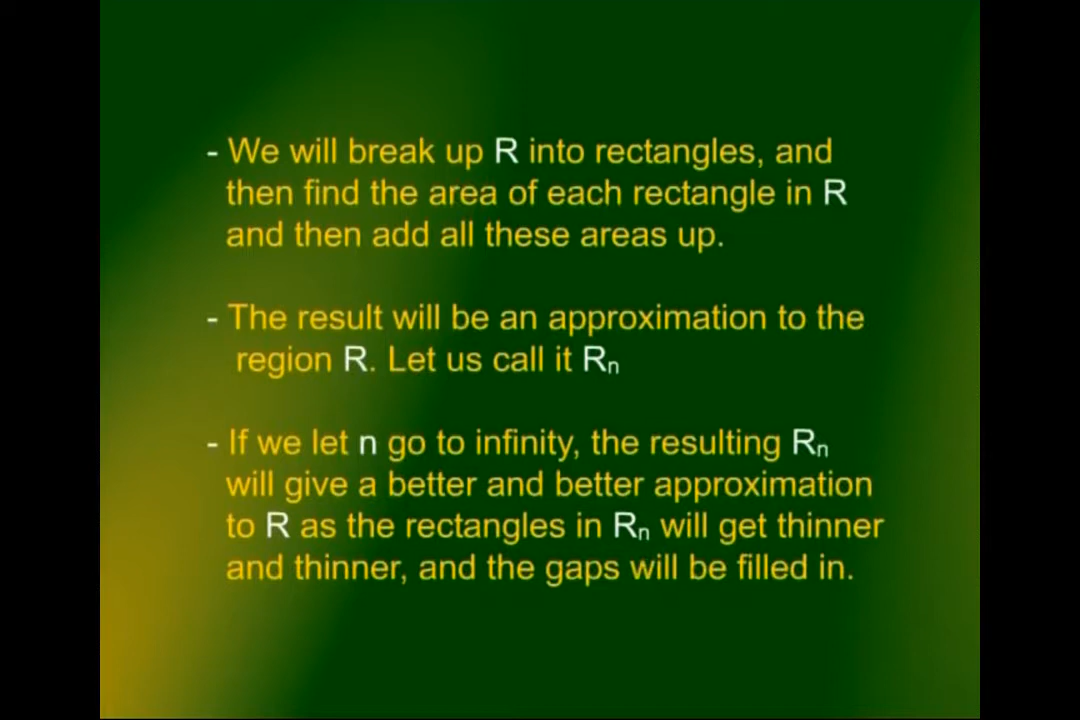 - We will break up R into rectangles, and
then find the area of each rectangle in R
and then add all these areas up.
- The result will be an approximation to the
region R. Let us call it Rn
- If we let n go to infinity, the resulting Rn
will give a better and better approximation
to R as the rectangles in Rn will get thinner
and thinner, and the gaps will be filled in.